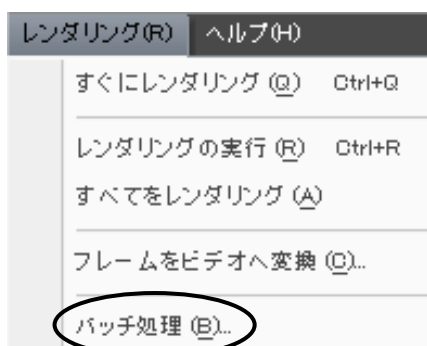 レンダリング(R) ヘルプ(H)
すぐにレンダリング (Q) Ctrl+Q
レンダリングの実行 (R) Ctrl+R
すべてをレンダリング (A)
フレームをビデオへ変換 (C)...
バッチ処理 (B)...